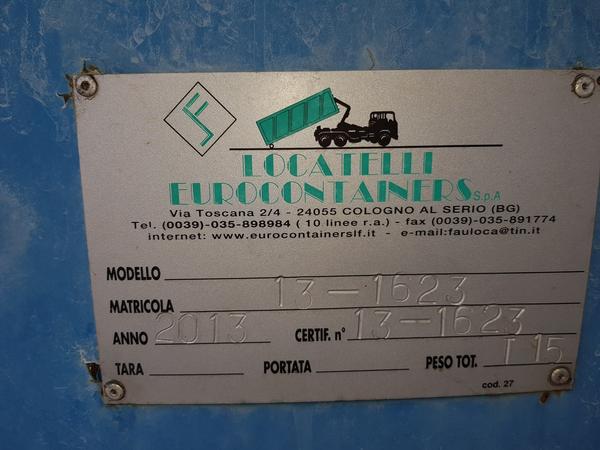 LOCATELLI
EUROCONTAINERS S.p.A
Via Toscana 2/4 - 24055 COLOGNO AL SERIO (BG)
Tel. (0039)-035-898984 ( 10 linee r.a.) - fax (0039)-035-891774
internet: www.eurocontainerslf.it - e-mail:fauloca@tin.it
MODELLO
MATRICOLA 13-1623
ANNO 2013 CERTIF. n° 13-1623
TARA PORTATA PESO TOT. T 15
cod. 27